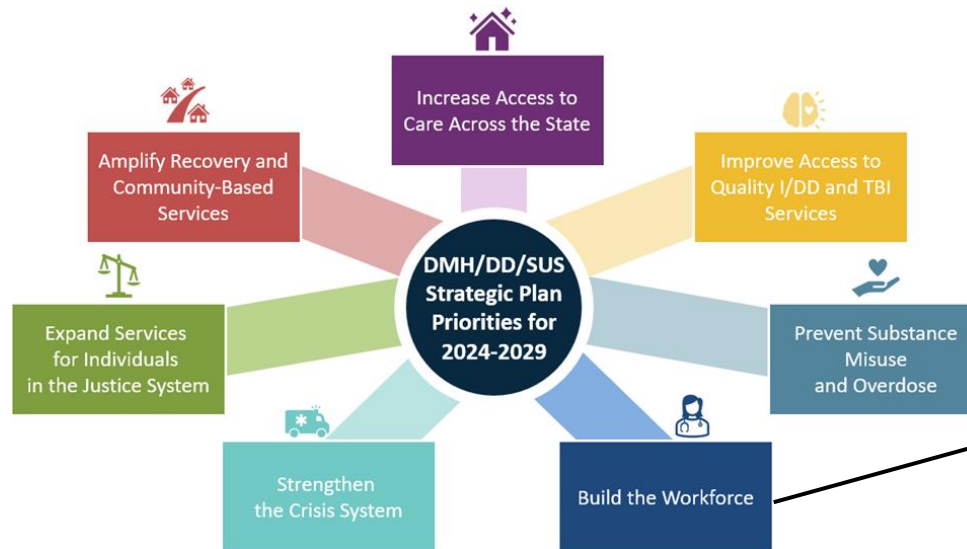 Increase Access to
Care Across the State
Amplify Recovery and
Community-Based
Services
Improve Access to
Quality I/DD and TBI
Services
DMH/DD/SUS
Strategic Plan
Priorities for
2024-2029
Expand Services
for Individuals
in the Justice System
Prevent Substance
Misuse
and Overdose
Strengthen
the Crisis System
Build the Workforce